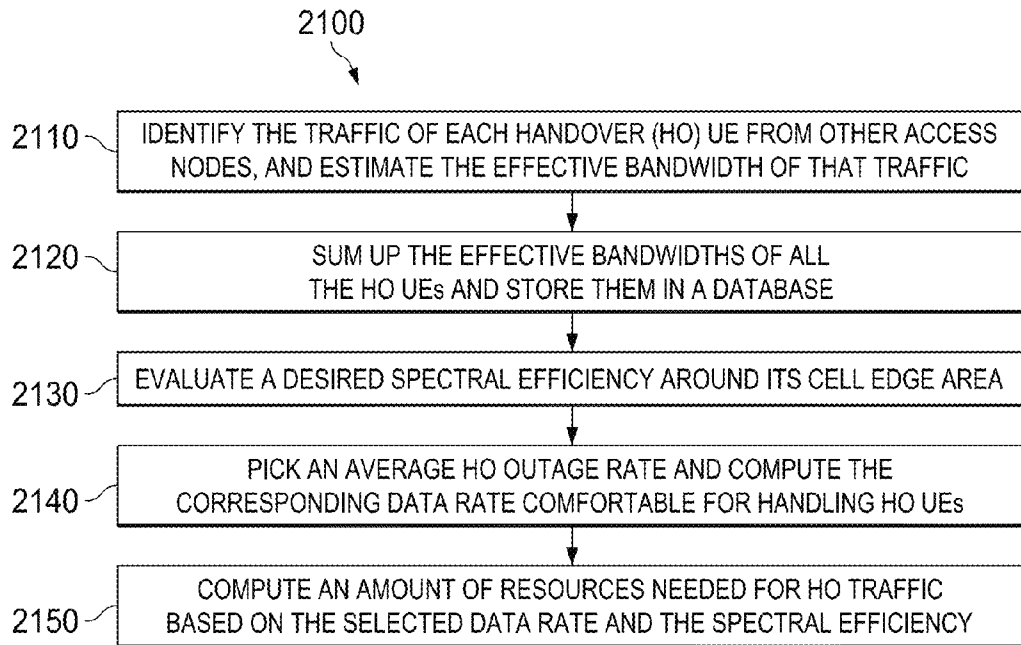 2100
2110
IDENTIFY THE TRAFFIC OF EACH HANDOVER (HO) UE FROM OTHER ACCESS
NODES, AND ESTIMATE THE EFFECTIVE BANDWIDTH OF THAT TRAFFIC
2120
SUM UP THE EFFECTIVE BANDWIDTHS OF ALL
THE HO UEs AND STORE THEM IN A DATABASE
2130
EVALUATE A DESIRED SPECTRAL EFFICIENCY AROUND ITS CELL EDGE AREA
2140
PICK AN AVERAGE HO OUTAGE RATE AND COMPUTE THE
CORRESPONDING DATA RATE COMFORTABLE FOR HANDLING HO UEs
2150
COMPUTE AN AMOUNT OF RESOURCES NEEDED FOR HO TRAFFIC
BASED ON THE SELECTED DATA RATE AND THE SPECTRAL EFFICIENCY